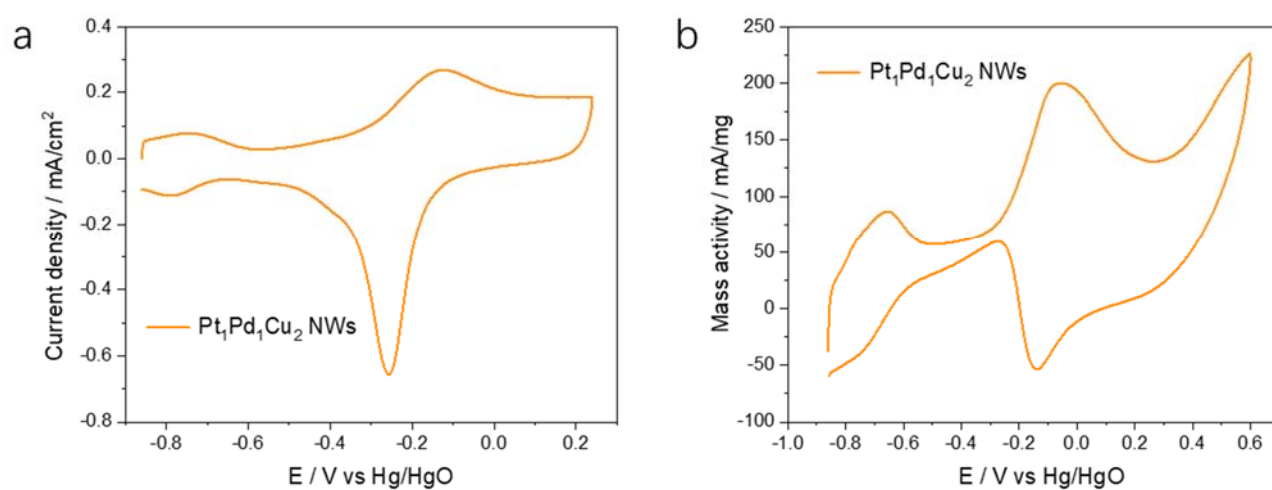 a
0.4
0.2
0.0
-0.2
-0.4
-0.6
-0.8
Current density / mA/cm²
Pt₁Pd₁Cu₂ NWs
-0.8 -0.6 -0.4 -0.2 0.0 0.2
E / V vs Hg/HgO
b
250
200
150
100
50
0
-50
-100
Mass activity / mA/mg
Pt₁Pd₁Cu₂ NWs
-1.0 -0.8 -0.6 -0.4 -0.2 0.0 0.2 0.4 0.6
E / V vs Hg/HgO